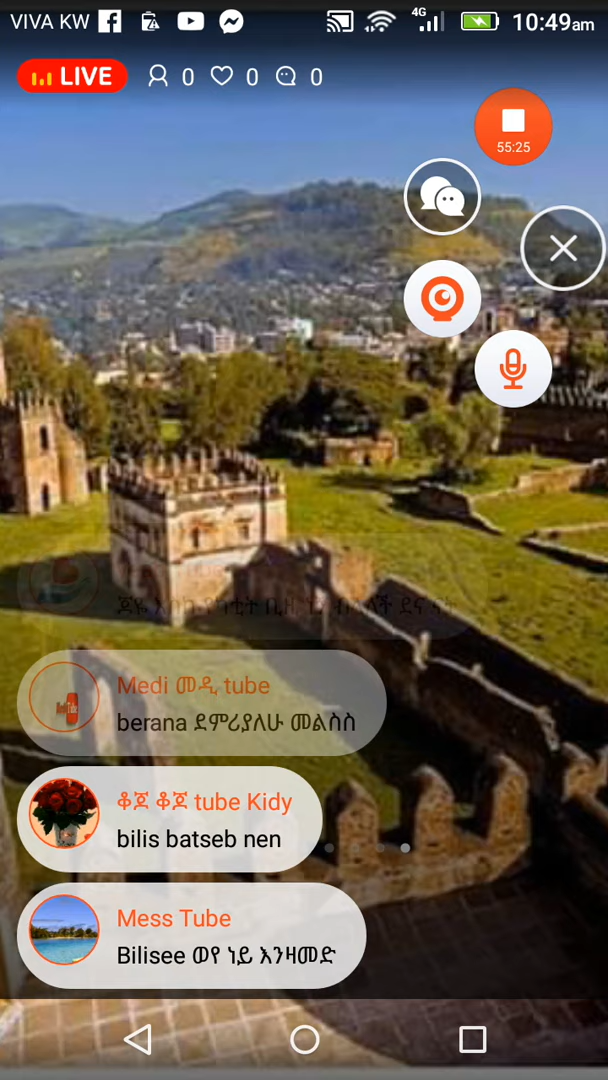 VIVA KW 4G 10:49am
LIVE 0 0 0
55:25
Medi መዲ tube
berana ደምሪያለሁ መልስስ
ቆጆ ቆጆ tube Kidy
bilis batseb nen
Mess Tube
Bilisee ወየ ነይ እንዛመድ